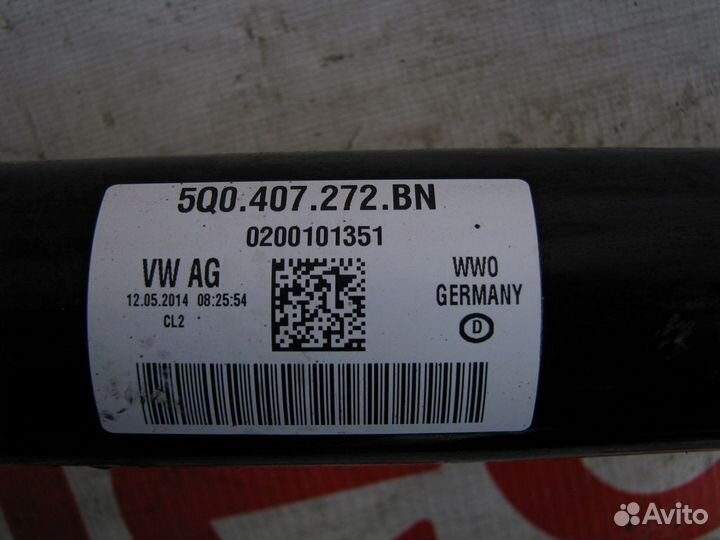 5Q0.407.272.BN
0200101351
VW AG
12.05.2014 08:25:54
CL2
WWO
GERMANY
D
Avito